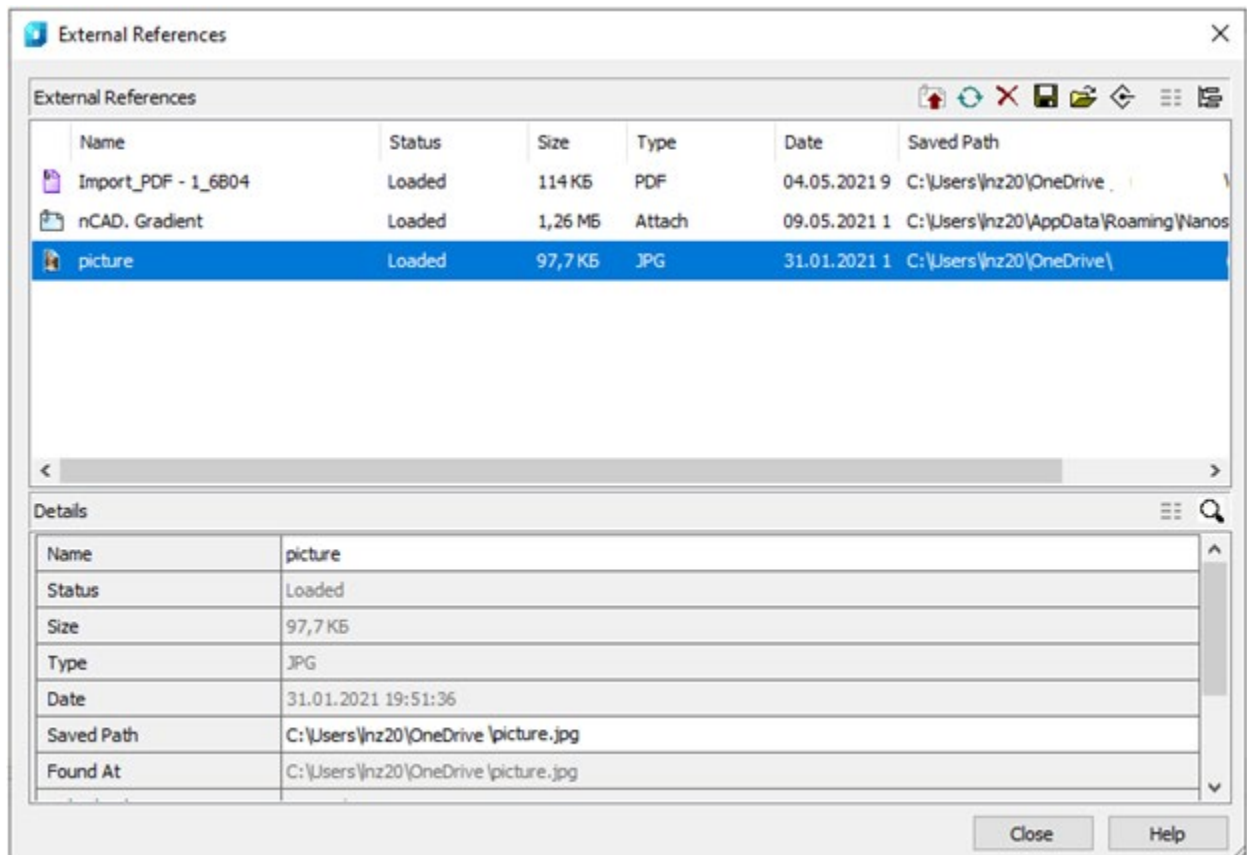 External References
External References
Name Status Size Type Date Saved Path
Import_PDF - 1_6B04 Loaded 114 КБ PDF 04.05.2021 9 C:\Users\lnz20\OneDrive
nCAD. Gradient Loaded 1,26 МБ Attach 09.05.2021 1 C:\Users\lnz20\AppData\Roaming\Nanos
picture Loaded 97,7 КБ JPG 31.01.2021 1 C:\Users\lnz20\OneDrive\
Details
Name picture
Status Loaded
Size 97,7 КБ
Type JPG
Date 31.01.2021 19:51:36
Saved Path C:\Users\lnz20\OneDrive \picture.jpg
Found At C:\Users\lnz20\OneDrive \picture.jpg
Close Help